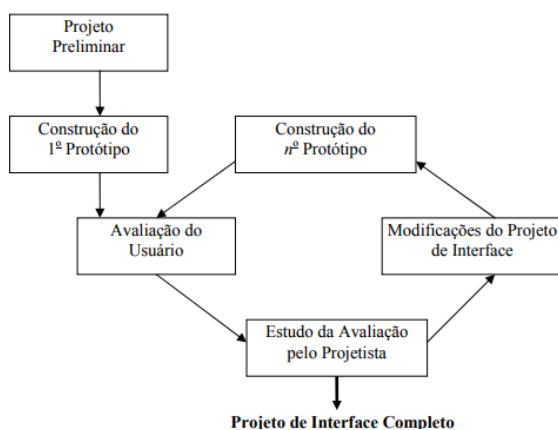 Projeto
Preliminar
Construção do
1º Protótipo
Construção do
nº Protótipo
Avaliação do
Usuário
Modificações do Projeto
de Interface
Estudo da Avaliação
pelo Projetista
Projeto de Interface Completo